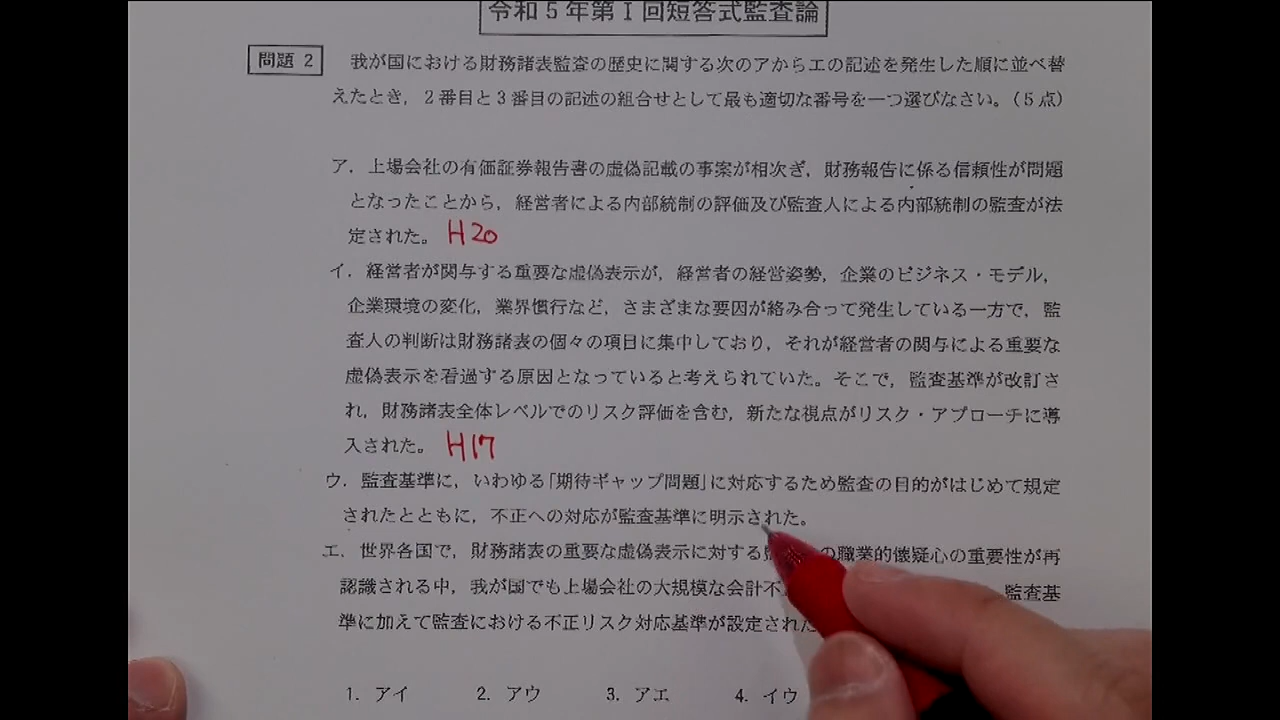 令和5年第Ⅰ回短答式監査論
問題 2 我が国における財務諸表監査の歴史に関する次のアからエの記述を発生した順に並べ替
えたとき，2番目と3番目の記述の組合せとして最も適切な番号を一つ選びなさい。（5点）
ア．上場会社の有価証券報告書の虚偽記載の事案が相次ぎ，財務報告に係る信頼性が問題
となったことから，経営者による内部統制の評価及び監査人による内部統制の監査が法
定された。 H20
イ．経営者が関与する重要な虚偽表示が，経営者の経営姿勢，企業のビジネス・モデル，
企業環境の変化，業界慣行など，さまざまな要因が絡み合って発生している一方で，監
査人の判断は財務諸表の個々の項目に集中しており，それが経営者の関与による重要な
虚偽表示を看過する原因となっていると考えられていた。そこで，監査基準が改訂さ
れ，財務諸表全体レベルでのリスク評価を含む，新たな視点がリスク・アプローチに導
入された。 H17
ウ．監査基準に，いわゆる「期待ギャップ問題」に対応するため監査の目的がはじめて規定
されたとともに，不正への対応が監査基準に明示された。
エ．世界各国で，財務諸表の重要な虚偽表示に対する の職業的懐疑心の重要性が再
認識される中，我が国でも上場会社の大規模な会計不 監査基
準に加えて監査における不正リスク対応基準が設定された
1. アイ 2. アウ 3. アエ 4. イウ